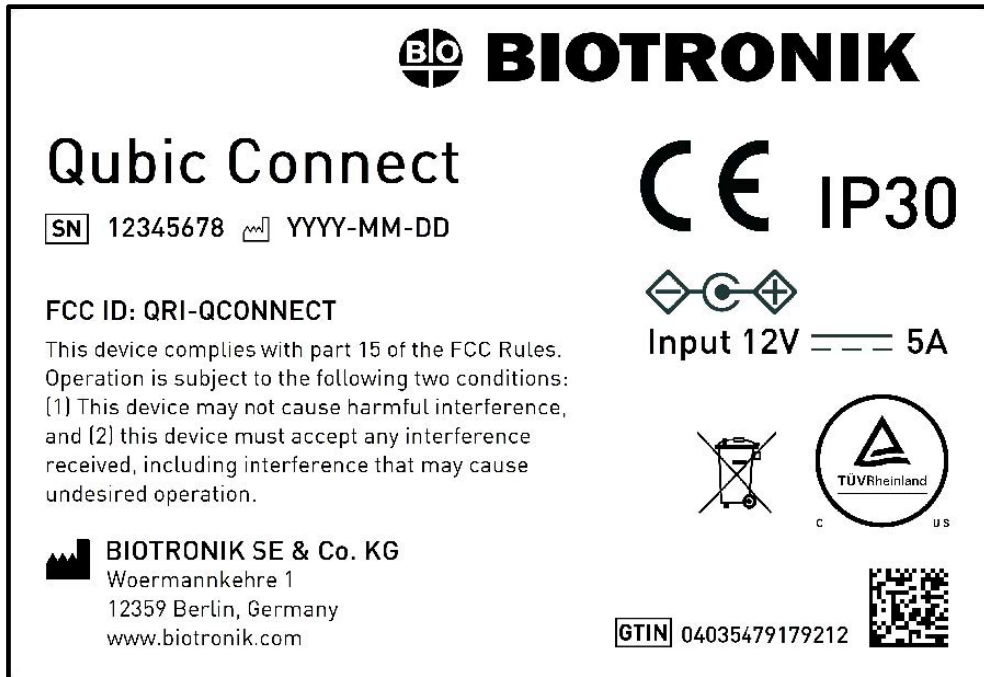 BIO BIOTRONIK
Qubic Connect
SN 12345678 YYYY-MM-DD
CE IP30
FCC ID: QRI-QCONNECT
This device complies with part 15 of the FCC Rules.
Operation is subject to the following two conditions:
(1) This device may not cause harmful interference,
and (2) this device must accept any interference
received, including interference that may cause
undesired operation.
Input 12V 5A
TÜVRheinland
C US
BIOTRONIK SE & Co. KG
Woermannkehre 1
12359 Berlin, Germany
www.biotronik.com
GTIN 04035479179212